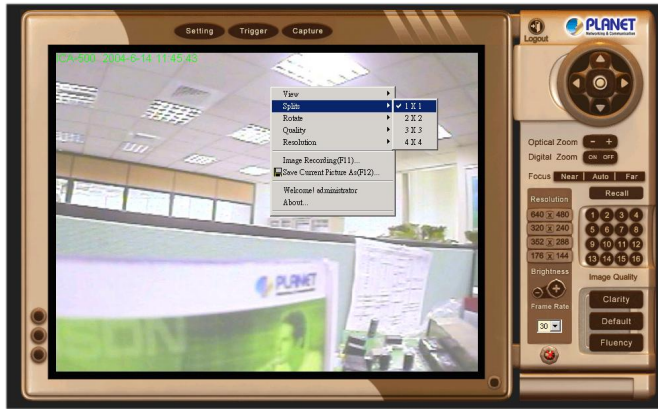 Setting Trigger Capture
Logout
PLANET
Networking & Communication
ICA-500 2004-6-14 11:45:43
View
Splits
Rotate
Quality
Resolution
1 X 1
2 X 2
3 X 3
4 X 4
Image Recording(F11)...
Save Current Picture As(F12)...
Welcome! administrator
About...
PLANET
Optical Zoom - +
Digital Zoom ON OFF
Focus Near Auto Far
Resolution
640 X 480
320 X 240
352 X 288
176 X 144
Brightness
Frame Rate
30
Recall
1 2 3 4
5 6 7 8
9 10 11 12
13 14 15 16
Image Quality
Clarity
Default
Fluency